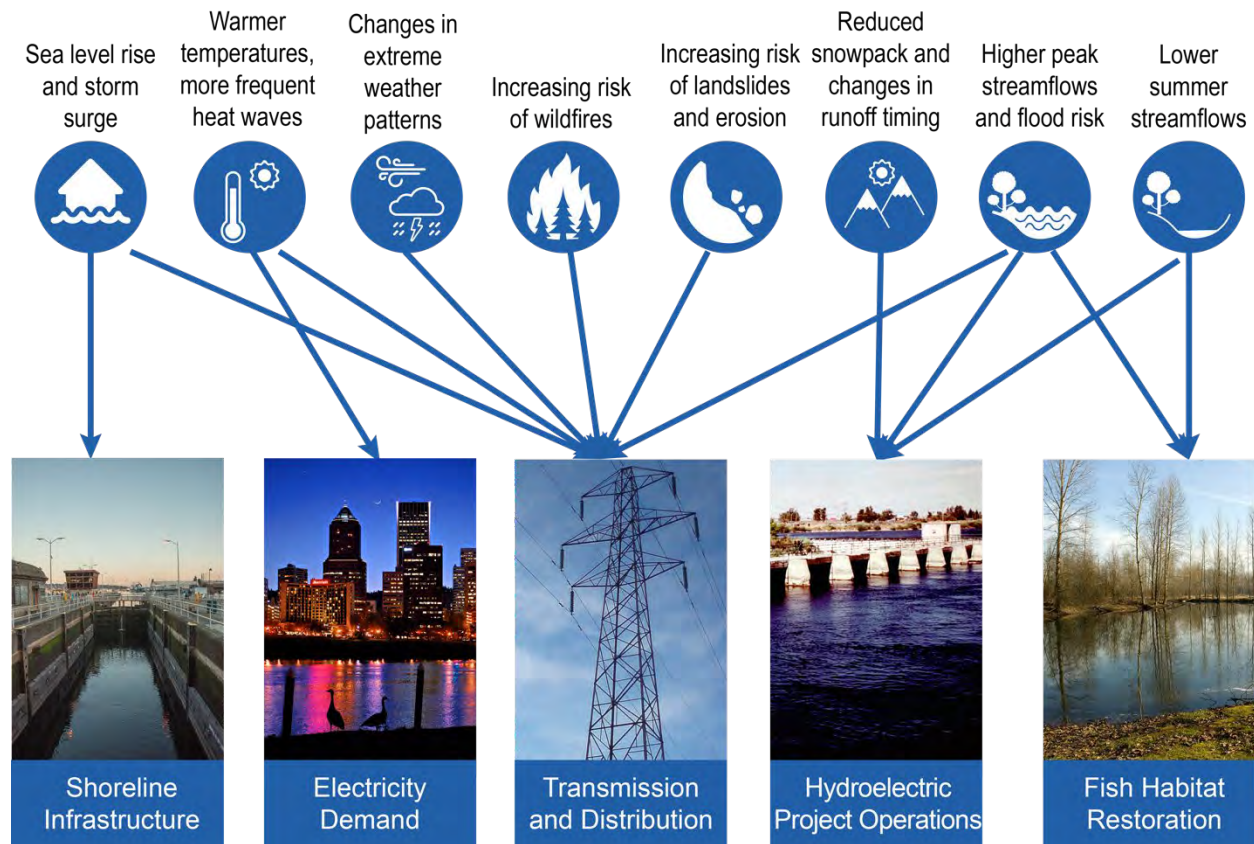 Sea level rise
and storm
surge
Warmer
temperatures,
more frequent
heat waves
Changes in
extreme
weather
patterns
Increasing risk
of wildfires
Increasing risk
of landslides
and erosion
Reduced
snowpack and
changes in
runoff timing
Higher peak
streamflows
and flood risk
Lower
summer
streamflows
Shoreline
Infrastructure
Electricity
Demand
Transmission
and Distribution
Hydroelectric
Project Operations
Fish Habitat
Restoration